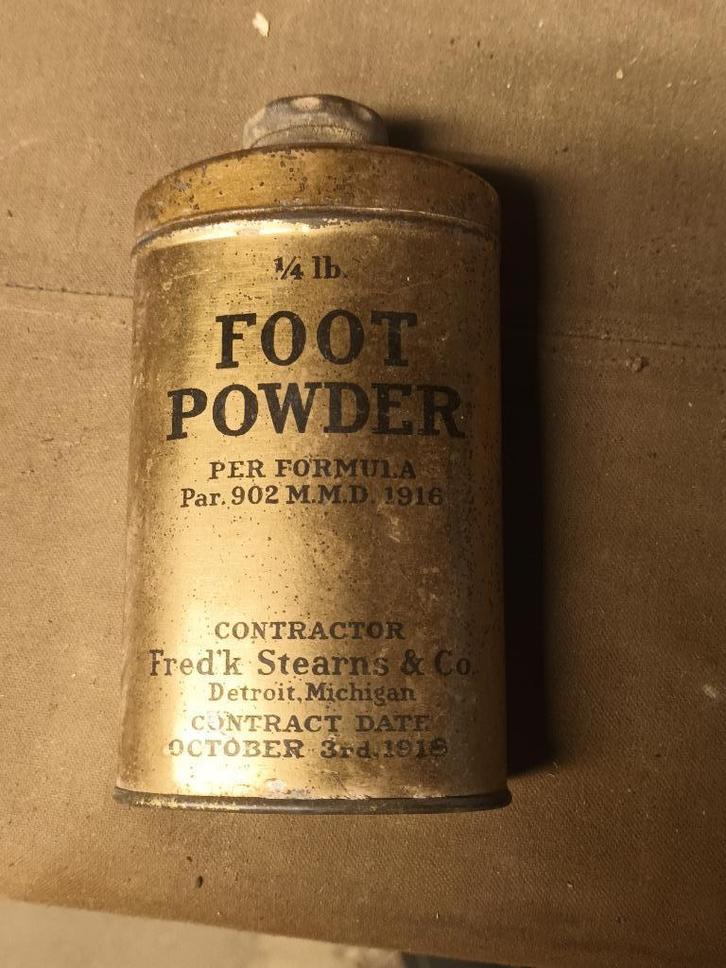 ¼ lb.
FOOT
POWDER
PER FORMULA
Par. 902 M.M.D. 1916
CONTRACTOR
Fred'k Stearns & Co.
Detroit, Michigan
CONTRACT DATE
OCTOBER 3rd, 1918